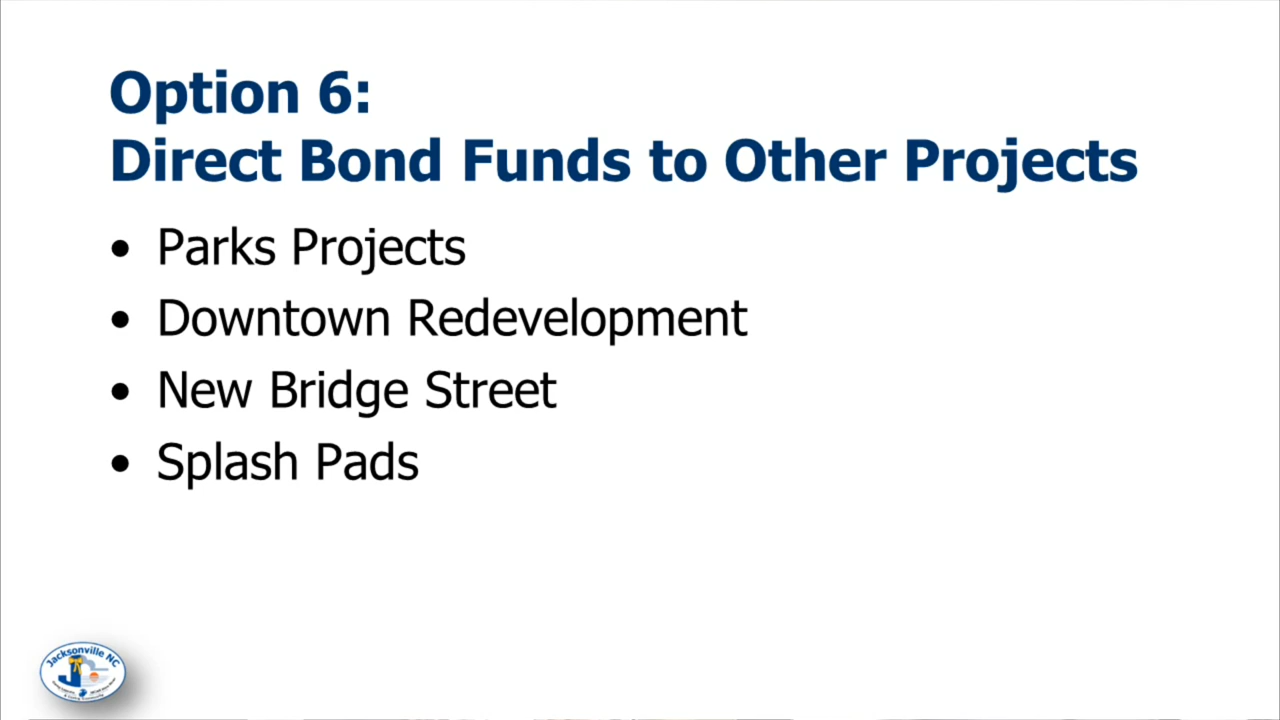 Option 6:
Direct Bond Funds to Other Projects
• Parks Projects
• Downtown Redevelopment
• New Bridge Street
• Splash Pads
Jacksonville NC